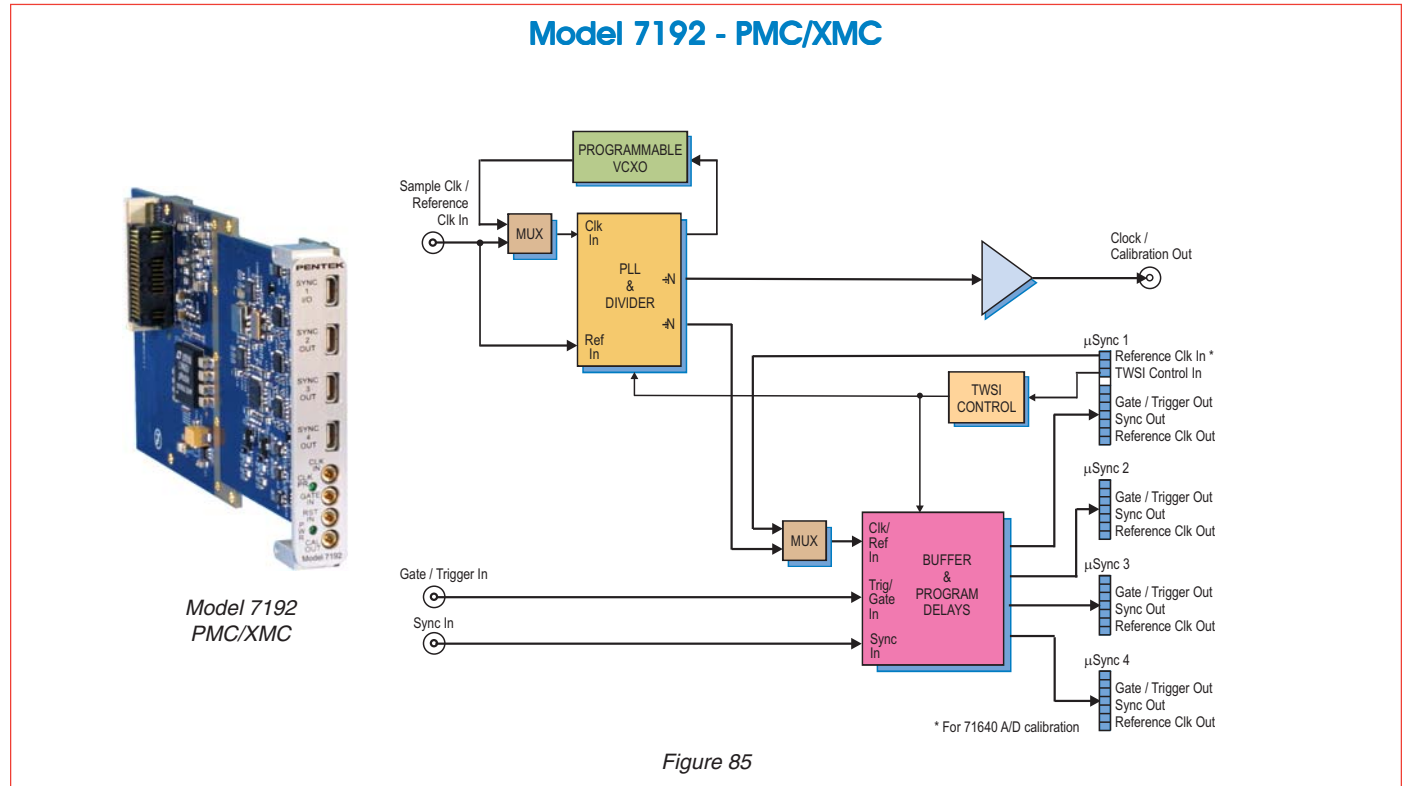 Model 7192 - PMC/XMC
PROGRAMMABLE
VCXO
Sample Clk /
Reference
Clk In
MUX
Clk
In
PLL
&
DIVIDER
÷N
÷N
Ref
In
Clock /
Calibration Out
PENTEK
SYNC
1
I/O
SYNC
2
OUT
SYNC
3
OUT
SYNC
4
OUT
CLK
IN
CLK
PR
GATE
IN
RST
IN
PWR
CAL
OUT
Model 7192
Model 7192
PMC/XMC
TWSI
CONTROL
μSync 1
Reference Clk In *
TWSI Control In
Gate / Trigger Out
Sync Out
Reference Clk Out
μSync 2
Gate / Trigger Out
Sync Out
Reference Clk Out
MUX
Clk/
Ref
In
BUFFER
&
PROGRAM
DELAYS
Trig/
Gate
In
Sync
In
Gate / Trigger In
Sync In
μSync 3
Gate / Trigger Out
Sync Out
Reference Clk Out
μSync 4
Gate / Trigger Out
Sync Out
Reference Clk Out
* For 71640 A/D calibration
Figure 85